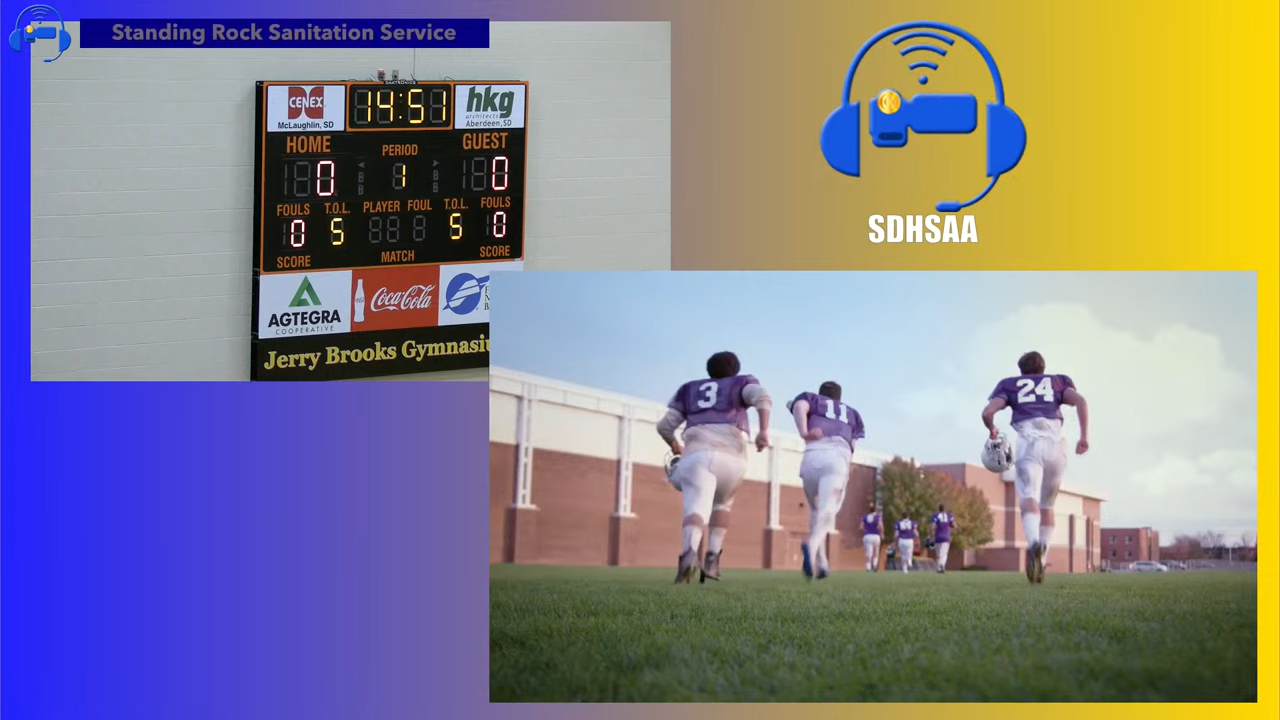 Standing Rock Sanitation Service
CENEX
McLaughlin, SD
DAKTRONICS
14:51
hkg
architects
Aberdeen, SD
HOME
PERIOD
GUEST
0
1
0
FOULS
T.O.L.
PLAYER
FOUL
T.O.L.
FOULS
0
5
5
0
SCORE
MATCH
SCORE
AGTEGRA
COOPERATIVE
Coca-Cola
Jerry Brooks Gymnasiu
SDHSAA
3
11
24